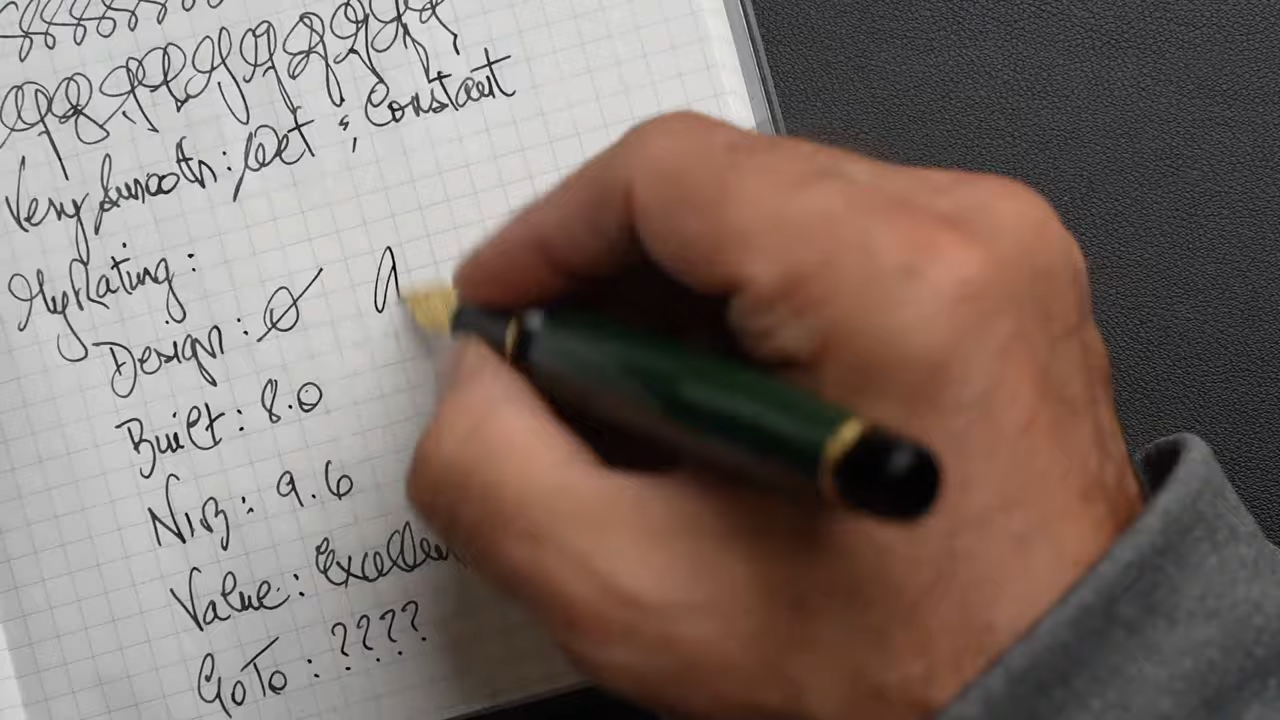 Very Smooth: Wet ; Constant
My Rating:
Design: Ø
Built: 8.0
NIB: 9.6
Value: Excellen
GoTo: ????